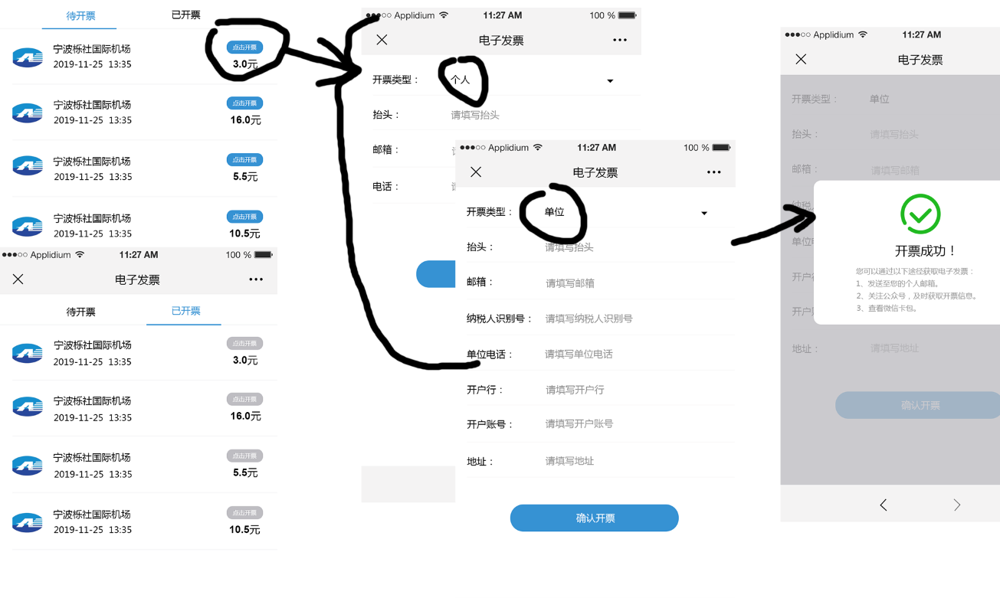 待开票
已开票
宁波栎社国际机场
点击开票
2019-11-25 13:35
3.0元
宁波栎社国际机场
点击开票
2019-11-25 13:35
16.0元
宁波栎社国际机场
点击开票
2019-11-25 13:35
5.5元
宁波栎社国际机场
点击开票
2019-11-25 13:35
10.5元
Applidium
11:27 AM
100 %
电子发票
待开票
已开票
宁波栎社国际机场
点击开票
2019-11-25 13:35
3.0元
宁波栎社国际机场
点击开票
2019-11-25 13:35
16.0元
宁波栎社国际机场
点击开票
2019-11-25 13:35
5.5元
宁波栎社国际机场
点击开票
2019-11-25 13:35
10.5元
Applidium
11:27 AM
100 %
电子发票
开票类型：
个人
抬头：
请填写抬头
邮箱：
电话：
Applidium
11:27 AM
100 %
电子发票
开票类型：
单位
抬头：
请填写抬头
邮箱：
请填写邮箱
纳税人识别号：
请填写纳税人识别号
单位电话：
请填写单位电话
开户行：
请填写开户行
开户账号：
请填写开户账号
地址：
请填写地址
确认开票
Applidium
11:27 AM
电子发票
开票类型：
单位
抬头：
请填写抬头
邮箱：
请填写邮箱
纳税
单位
开户
开户
开票成功！
您可以通过以下途径获取电子发票：
1、发送至您的个人邮箱。
2、关注公众号，及时获取开票信息。
3、查看微信卡包。
地址：
请填写地址
确认开票